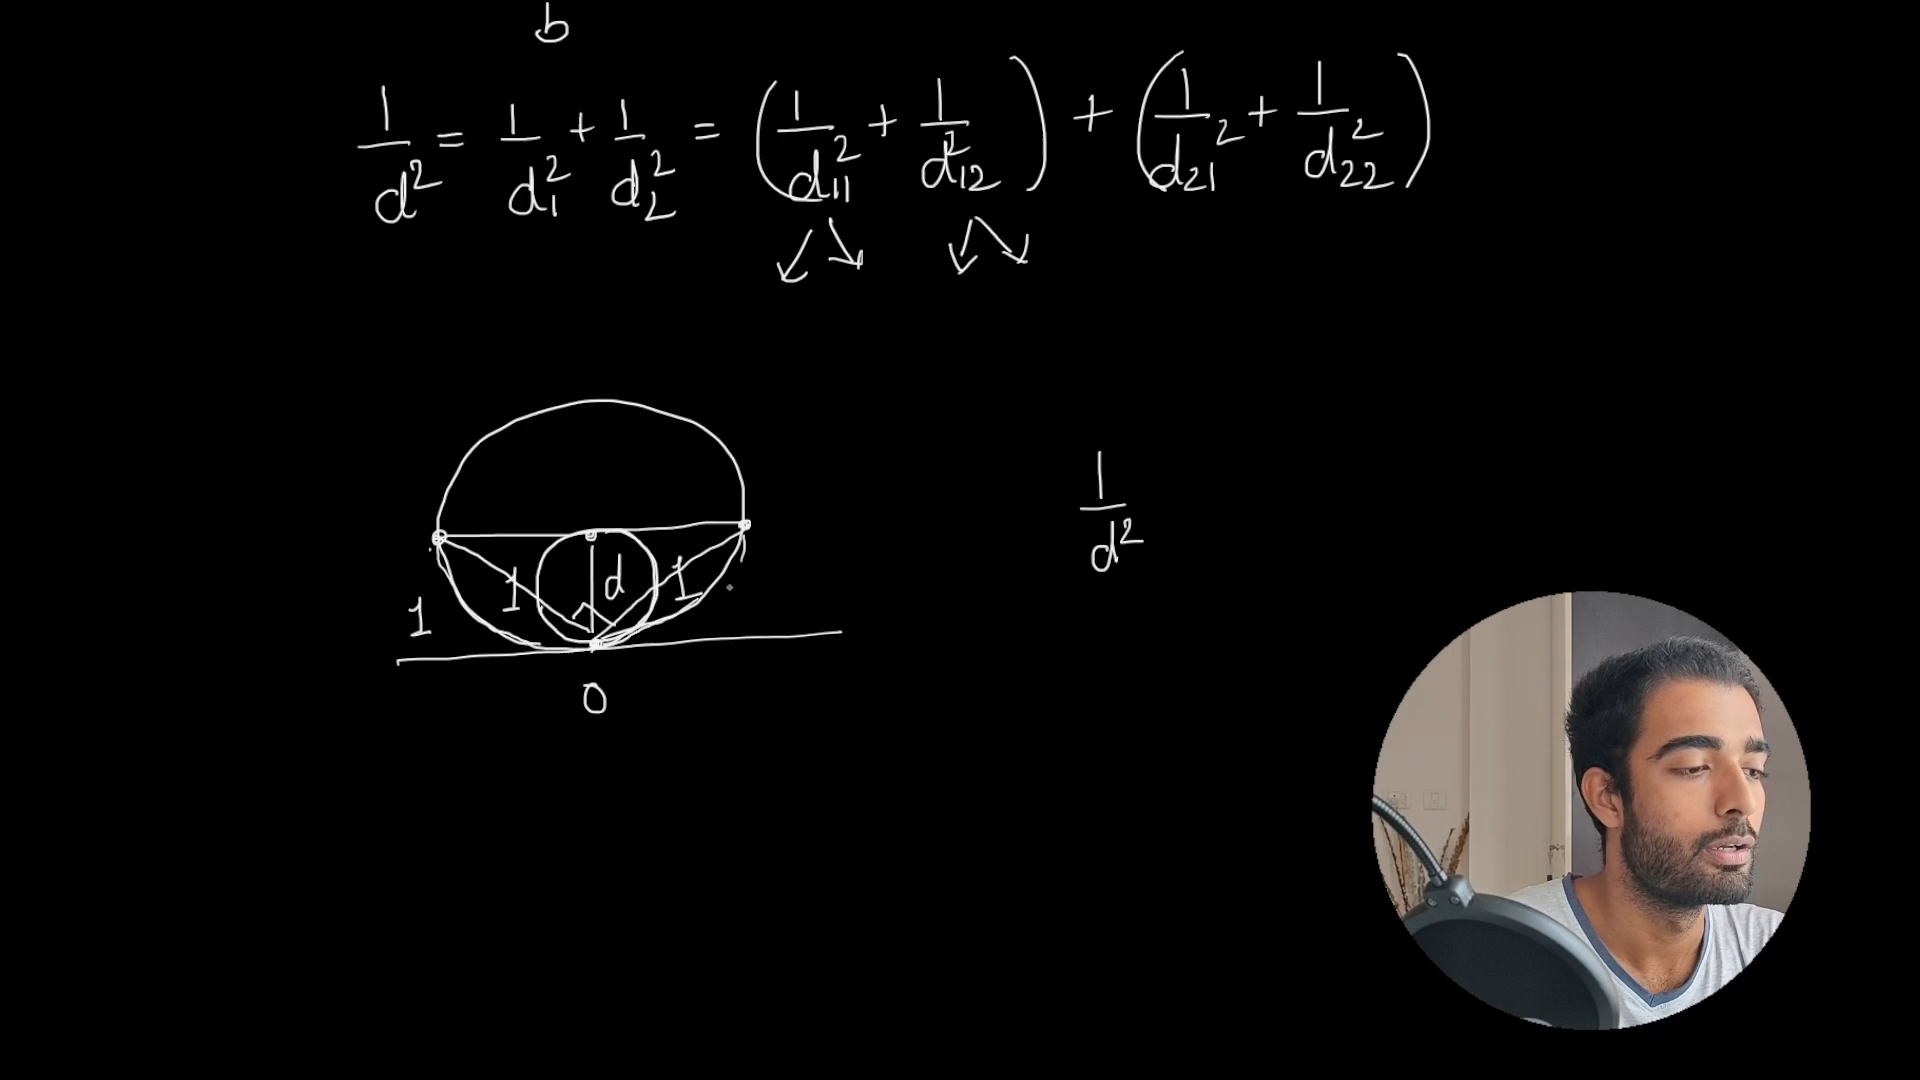 b
1/d² = 1/d₁² + 1/d₂² = (1/d₁₁² + 1/d₁₂²) + (1/d₂₁² + 1/d₂₂²)
1/d²
1 1 d 1
0